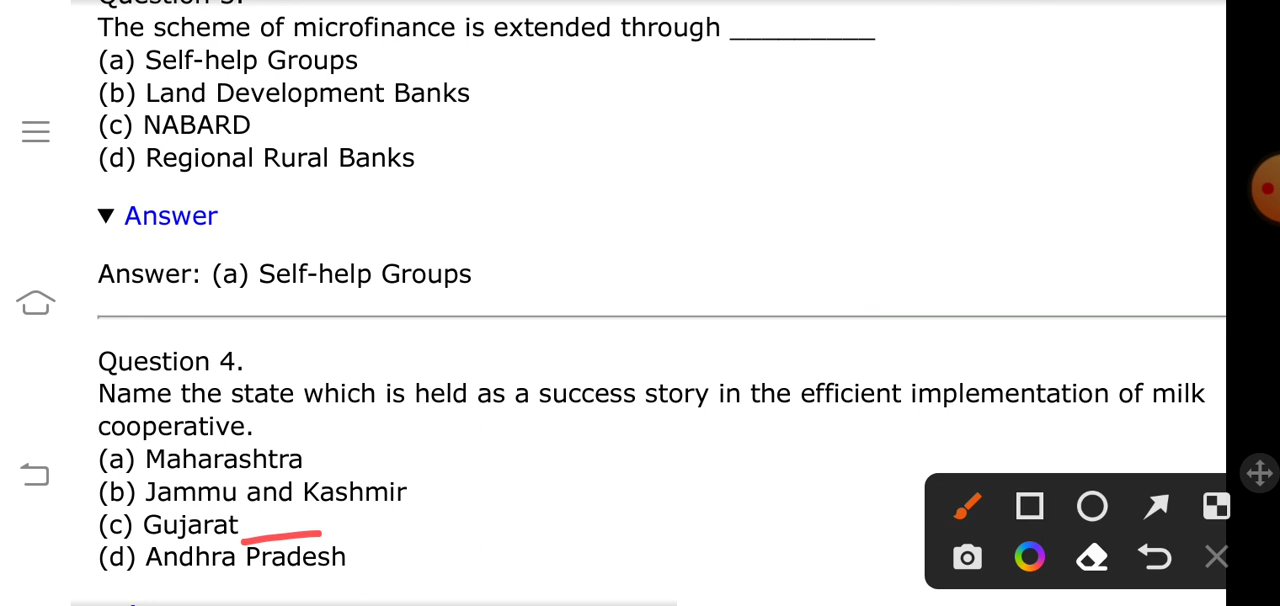 The scheme of microfinance is extended through _________
(a) Self-help Groups
(b) Land Development Banks
(c) NABARD
(d) Regional Rural Banks
▼ Answer
Answer: (a) Self-help Groups
Question 4.
Name the state which is held as a success story in the efficient implementation of milk
cooperative.
(a) Maharashtra
(b) Jammu and Kashmir
(c) Gujarat
(d) Andhra Pradesh